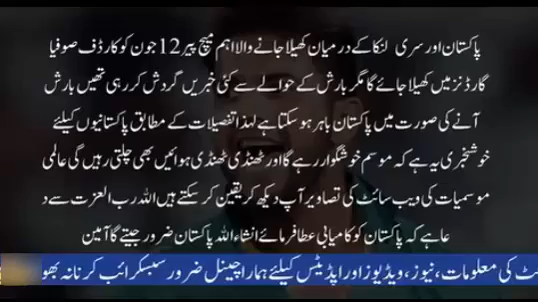 پاکستان اور سری لنکا کے درمیان کھیلا جانے والا اہم میچ پیر 12 جون کو کارڈف صوفیا
گارڈنز میں کھیلا جائے گا مگر بارش کے حوالے سے کئی خبریں گردش کر رہی تھیں بارش
آنے کی صورت میں پاکستان باہر ہو سکتا ہے لہذا تفصیلات کے مطابق پاکستانیوں کیلئے
خوشخبری یہ ہے کہ موسم خوشگوار رہے گا اور ٹھنڈی ٹھنڈی ہوائیں بھی چلتی رہیں گی عالمی
موسمیات کی ویب سائٹ کی تصاویر آپ دیکھ کر یقین کر سکتے ہیں اللہ رب العزت سے د
عا ہے کہ پاکستان کو کامیابی عطا فرمائے انشاء اللہ پاکستان ضرور جیتے گا آمین
ٹ کی معلومات، نیوز، ویڈیوز اور اپڈیٹس کیلئے ہمارا چینل ضرور سبسکرائب کرنا نہ بھو